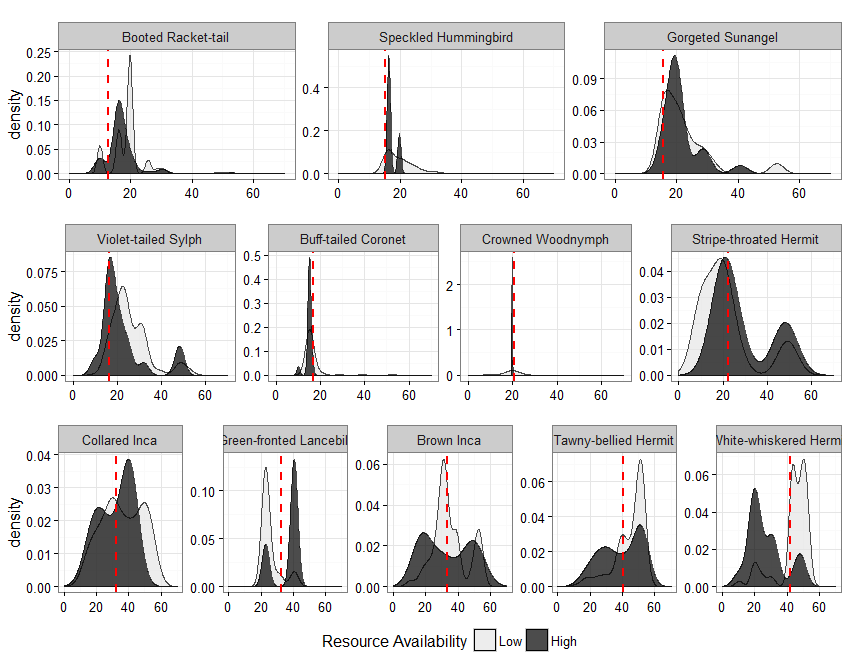 Booted Racket-tail Speckled Hummingbird Gorgeted Sunangel
density
0.25
0.20
0.15
0.10
0.05
0.00
0 20 40 60
0.4
0.2
0.0
0 20 40 60
0.09
0.06
0.03
0.00
0 20 40 60
Violet-tailed Sylph Buff-tailed Coronet Crowned Woodnymph Stripe-throated Hermit
density
0.075
0.050
0.025
0.000
0 20 40 60
0.5
0.4
0.3
0.2
0.1
0.0
0 20 40 60
2
1
0
0 20 40 60
0.04
0.03
0.02
0.01
0.00
0 20 40 60
Collared Inca Green-fronted Lancebil Brown Inca Tawny-bellied Hermit White-whiskered Herm
density
0.04
0.03
0.02
0.01
0.00
0 20 40 60
0.10
0.05
0.00
0 20 40 60
0.06
0.04
0.02
0.00
0 20 40 60
0.06
0.04
0.02
0.00
0 20 40 60
0.06
0.04
0.02
0.00
0 20 40 60
Resource Availability Low High